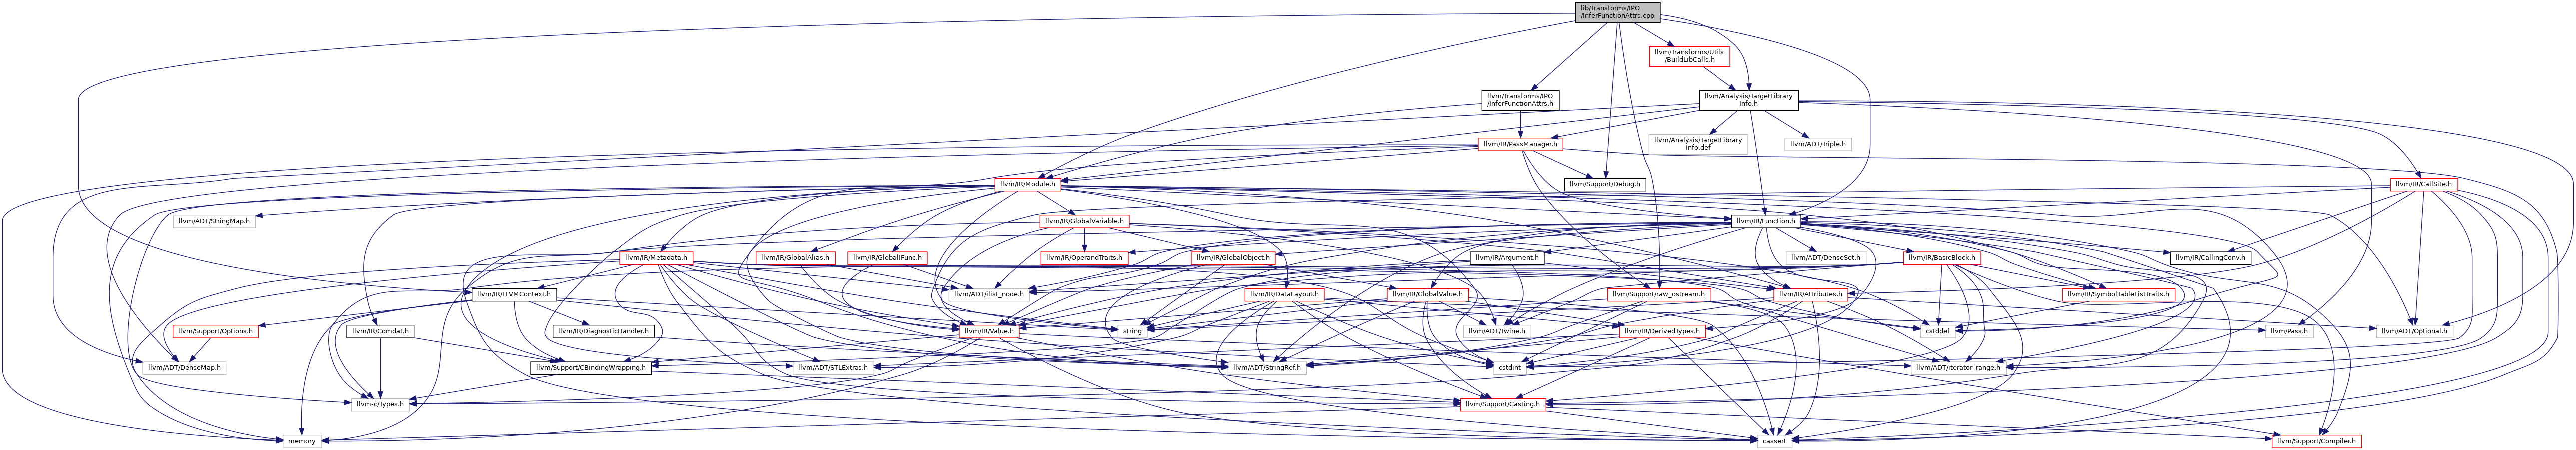 lib/Transforms/IPO
/InferFunctionAttrs.cpp
llvm/Transforms/Utils
/BuildLibCalls.h
llvm/Transforms/IPO
/InferFunctionAttrs.h
llvm/Analysis/TargetLibrary
Info.h
llvm/IR/PassManager.h
llvm/Analysis/TargetLibrary
Info.def
llvm/ADT/Triple.h
llvm/IR/Module.h
llvm/Support/Debug.h
llvm/IR/CallSite.h
llvm/ADT/StringMap.h
llvm/IR/GlobalVariable.h
llvm/IR/Function.h
llvm/IR/Metadata.h
llvm/IR/GlobalAlias.h
llvm/IR/GlobalIFunc.h
llvm/IR/OperandTraits.h
llvm/IR/GlobalObject.h
llvm/IR/Argument.h
llvm/ADT/DenseSet.h
llvm/IR/BasicBlock.h
llvm/IR/CallingConv.h
llvm/IR/LLVMContext.h
llvm/ADT/ilist_node.h
llvm/IR/DataLayout.h
llvm/IR/GlobalValue.h
llvm/Support/raw_ostream.h
llvm/IR/Attributes.h
llvm/IR/SymbolTableListTraits.h
llvm/Support/Options.h
llvm/IR/Comdat.h
llvm/IR/DiagnosticHandler.h
llvm/IR/Value.h
string
llvm/ADT/Twine.h
llvm/IR/DerivedTypes.h
cstddef
llvm/Pass.h
llvm/ADT/Optional.h
llvm/ADT/DenseMap.h
llvm/Support/CBindingWrapping.h
llvm/ADT/STLExtras.h
llvm/ADT/StringRef.h
cstdint
llvm/ADT/iterator_range.h
llvm-c/Types.h
llvm/Support/Casting.h
memory
cassert
llvm/Support/Compiler.h